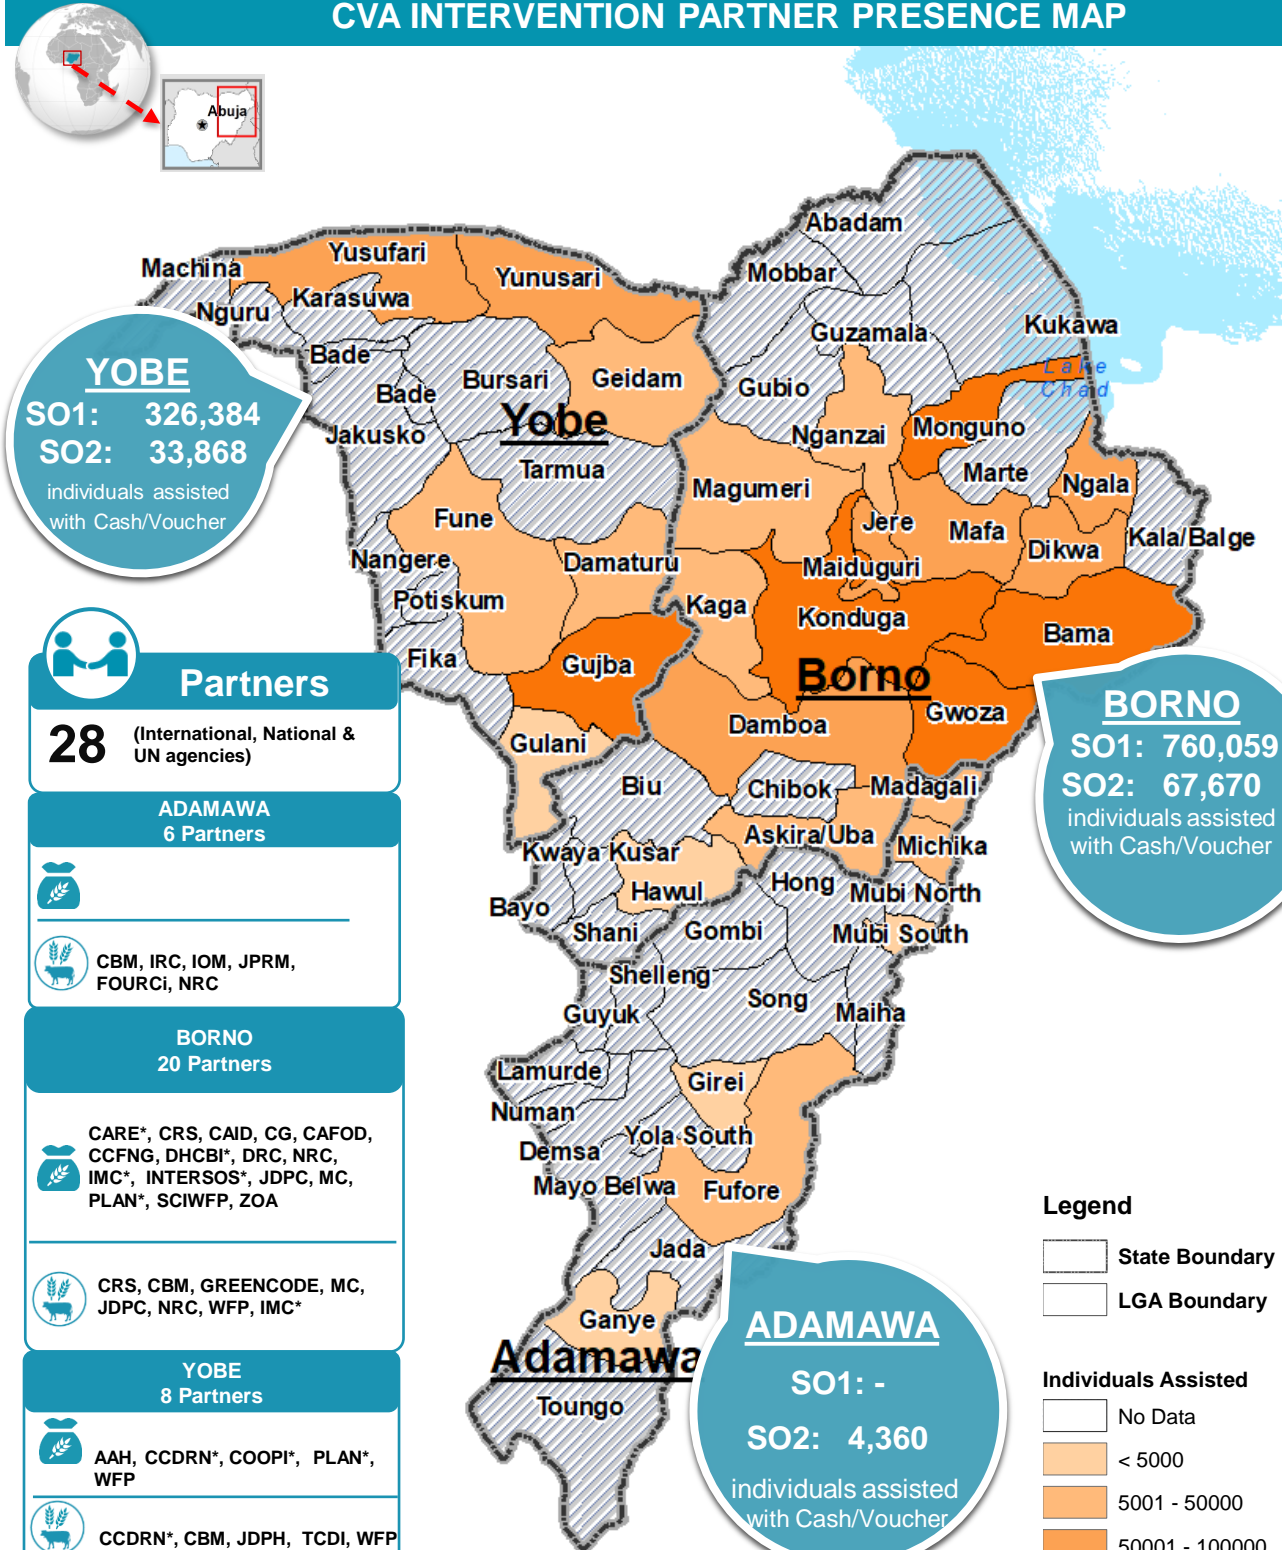 CVA INTERVENTION PARTNER PRESENCE MAP
Abuja
Abadam
Yusufari
Machina
Yunusari
Mobbar
Karasuwa
Nguru
Guzamala
Kukawa
Bade
Lake
Chad
YOBE
SO1: 326,384
SO2: 33,868
individuals assisted
with Cash/Voucher
Bursari
Geidam
Gubio
Bade
Yobe
Jakusko
Nganzai
Monguno
Tarmua
Marte
Magumeri
Ngala
Fune
Jere
Mafa
Kala/Balge
Dikwa
Nangere
Damaturu
Maiduguri
Potiskum
Kaga
Konduga
Bama
Fika
Gujba
Borno
Damboa
Gwoza
Gulani
BORNO
SO1: 760,059
SO2: 67,670
individuals assisted
with Cash/Voucher
Biu
Chibok
Madagali
Askira/Uba
Michika
Kwaya Kusar
Hawul
Hong
Mubi North
Bayo
Shani
Gombi
Mubi South
Shelleng
Song
Guyuk
Maiha
Lamurde
Girei
Numan
Yola South
Demsa
Mayo Belwa
Fufore
Jada
Ganye
Adamawa
Toungo
ADAMAWA
SO1: -
SO2: 4,360
individuals assisted
with Cash/Voucher
Partners
28
(International, National &
UN agencies)
ADAMAWA
6 Partners
CBM, IRC, IOM, JPRM,
FOURCi, NRC
BORNO
20 Partners
CARE*, CRS, CAID, CG, CAFOD,
CCFNG, DHCBI*, DRC, NRC,
IMC*, INTERSOS*, JDPC, MC,
PLAN*, SCIWFP, ZOA
CRS, CBM, GREENCODE, MC,
JDPC, NRC, WFP, IMC*
YOBE
8 Partners
AAH, CCDRN*, COOPI*, PLAN*,
WFP
CCDRN*, CBM, JDPH, TCDI, WFP
Legend
State Boundary
LGA Boundary
Individuals Assisted
No Data
< 5000
5001 - 50000
50001 - 100000